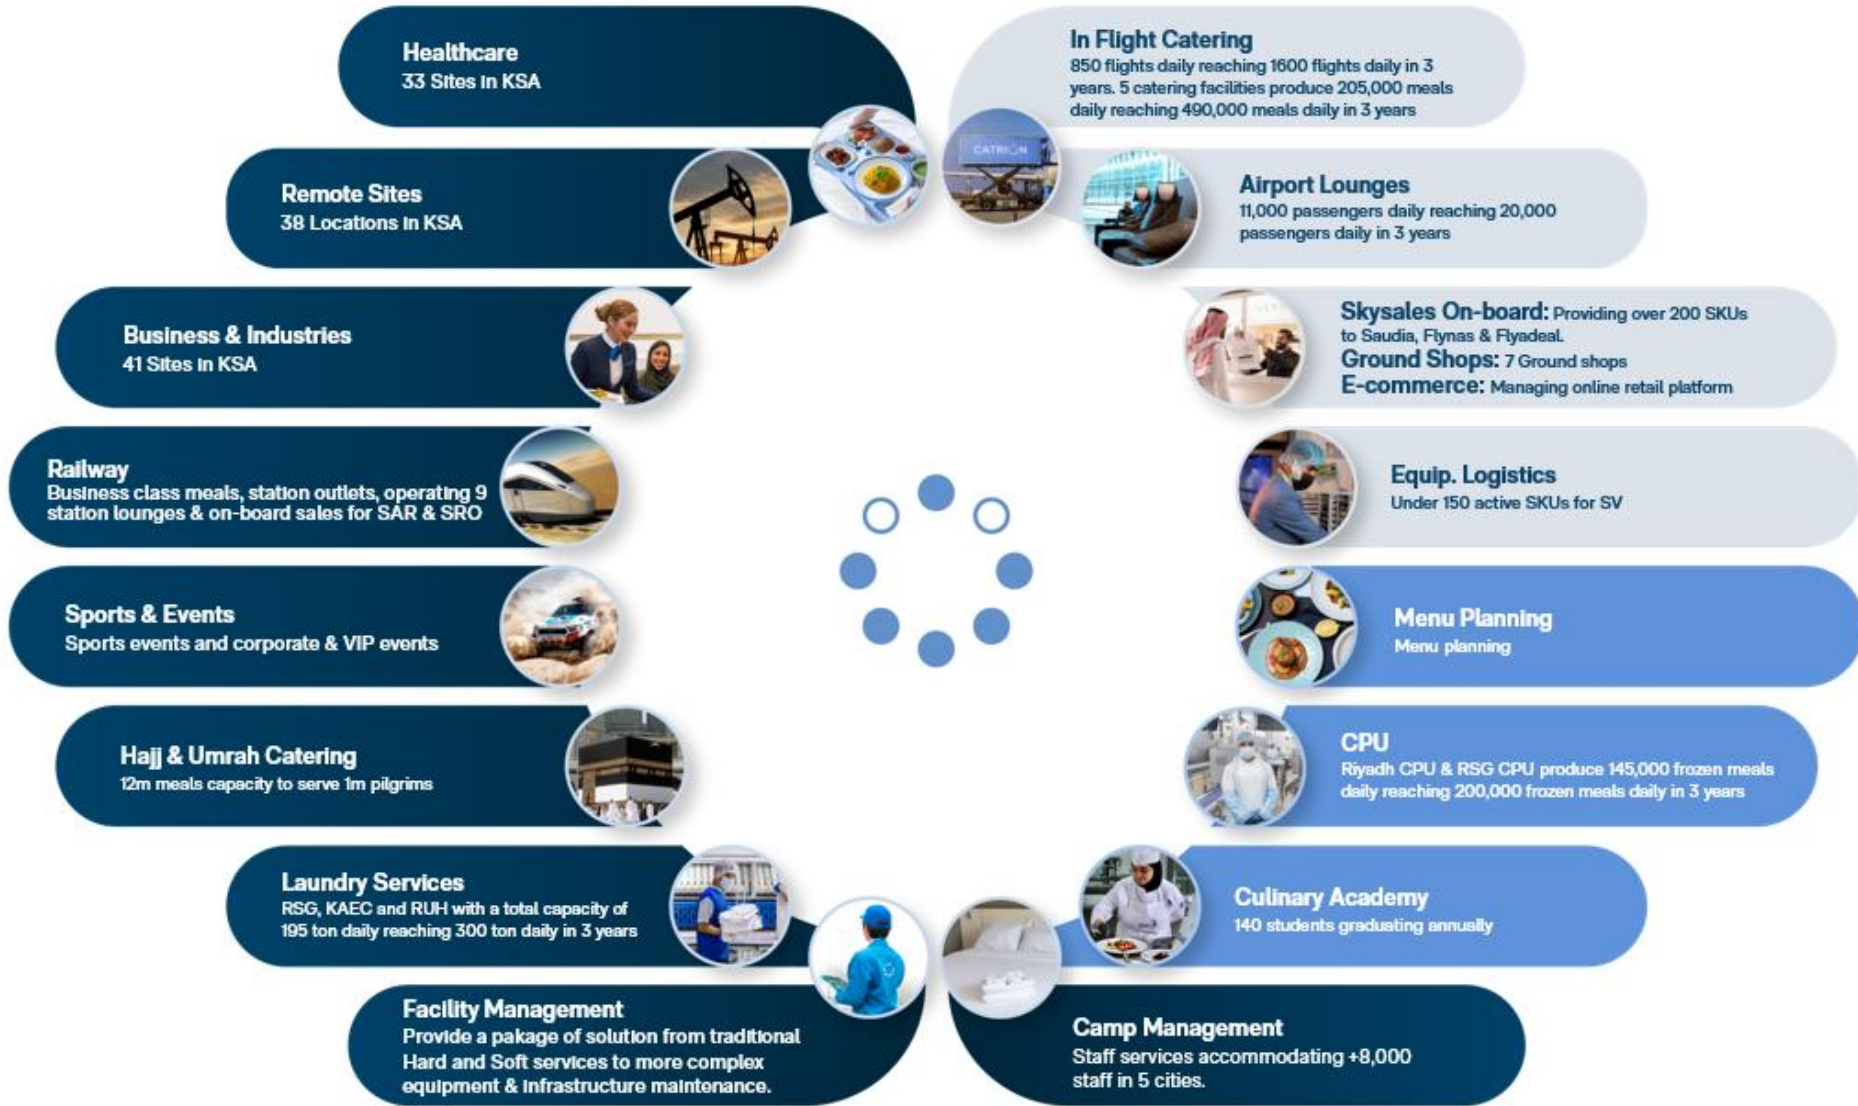 Healthcare
33 Sites in KSA
Remote Sites
38 Locations in KSA
Business & Industries
41 Sites in KSA
Railway
Business class meals, station outlets, operating 9
station lounges & on-board sales for SAR & SRO
Sports & Events
Sports events and corporate & VIP events
Hajj & Umrah Catering
12m meals capacity to serve 1m pilgrims
Laundry Services
RSG, KAEC and RUH with a total capacity of
195 ton daily reaching 300 ton daily in 3 years
Facility Management
Provide a pakage of solution from traditional
Hard and Soft services to more complex
equipment & infrastructure maintenance.
In Flight Catering
850 flights daily reaching 1600 flights daily in 3
years. 5 catering facilities produce 205,000 meals
daily reaching 490,000 meals daily in 3 years
CATRION
Airport Lounges
11,000 passengers daily reaching 20,000
passengers daily in 3 years
Skysales On-board: Providing over 200 SKUs
to Saudia, Flynas & Flyadeal.
Ground Shops: 7 Ground shops
E-commerce: Managing online retail platform
Equip. Logistics
Under 150 active SKUs for SV
Menu Planning
Menu planning
CPU
Riyadh CPU & RSG CPU produce 145,000 frozen meals
daily reaching 200,000 frozen meals daily in 3 years
Culinary Academy
140 students graduating annually
Camp Management
Staff services accommodating +8,000
staff in 5 cities.